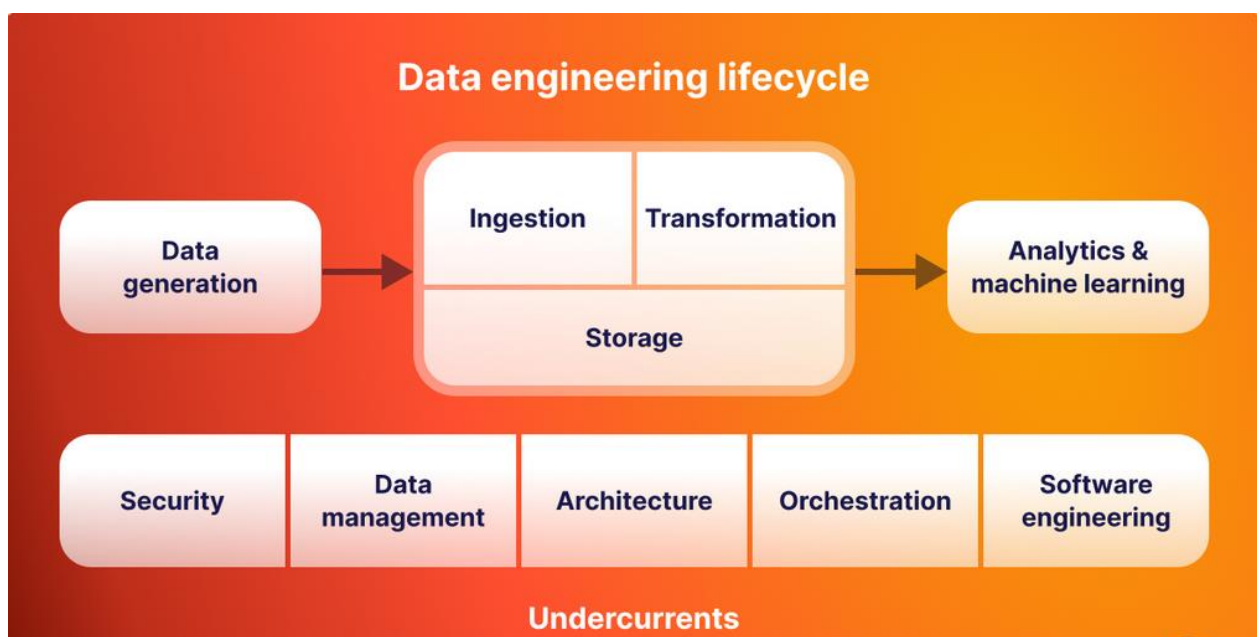 Data engineering lifecycle
Ingestion
Transformation
Data
generation
Analytics &
machine learning
Storage
Security
Data
management
Architecture
Orchestration
Software
engineering
Undercurrents